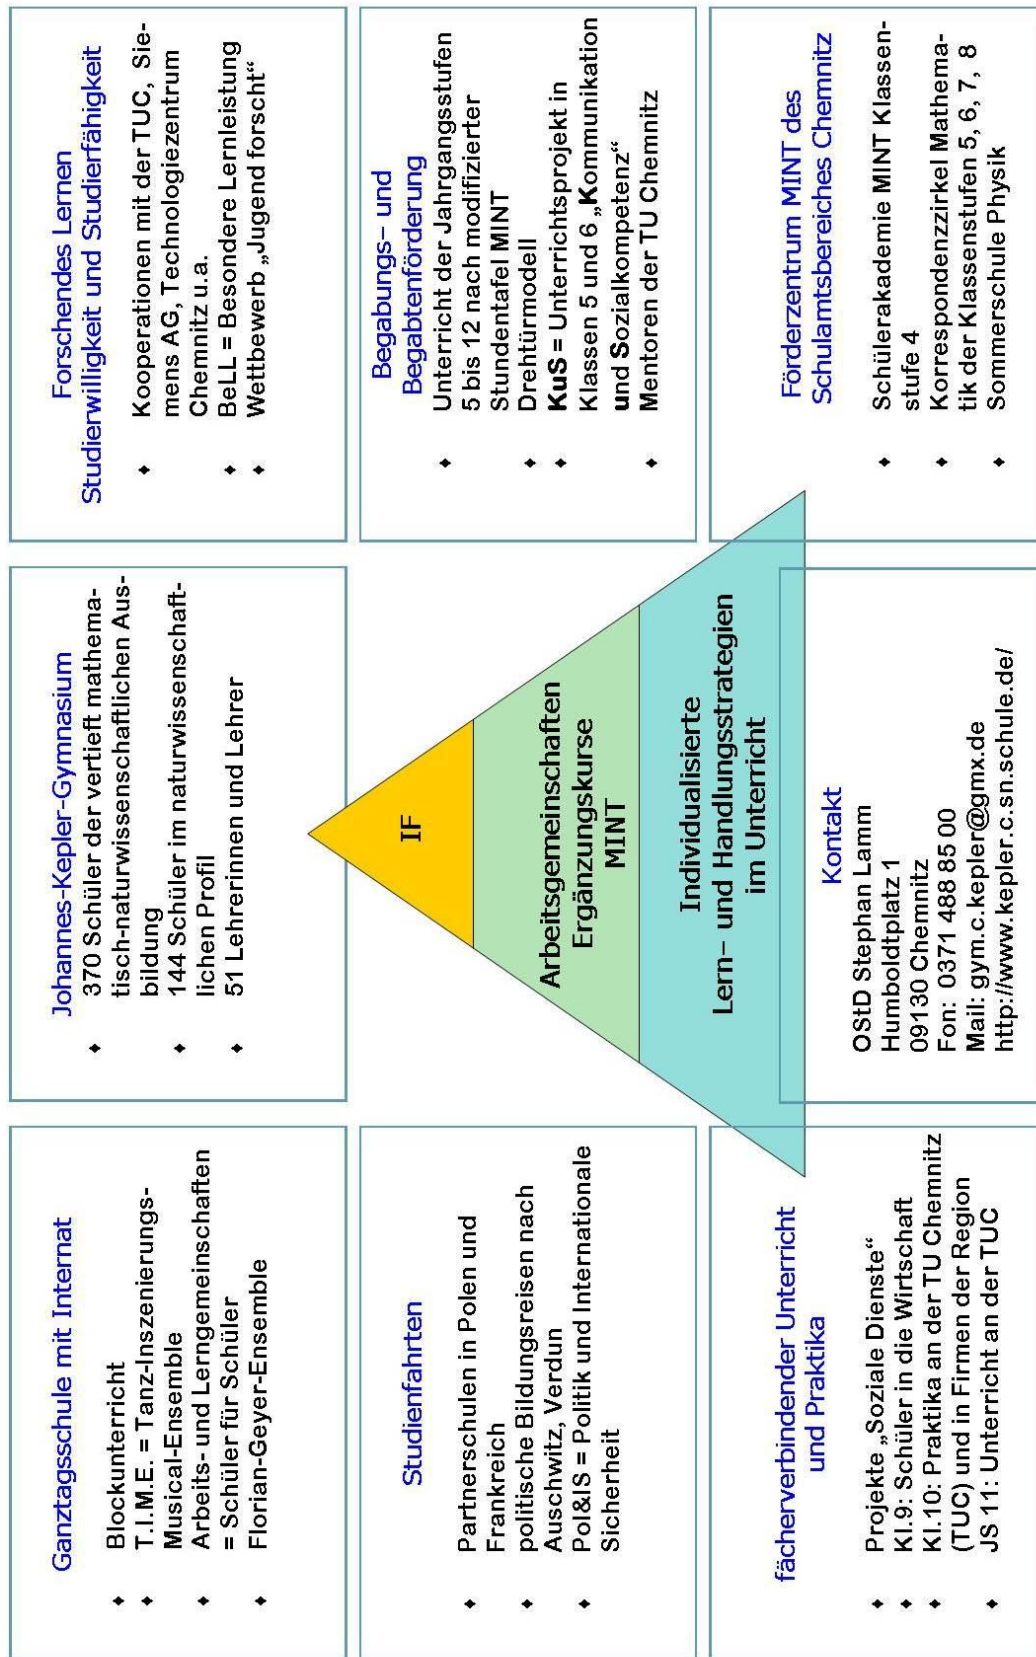 Ganztagsschule mit Internat
♦ Blockunterricht
♦ T.I.M.E. = Tanz-Inszenierungs-
Musical-Ensemble
♦ Arbeits- und Lerngemeinschaften
= Schüler für Schüler
♦ Florian-Geyer-Ensemble
Johannes-Kepler-Gymnasium
♦ 370 Schüler der vertieft mathema-
tisch-naturwissenschaftlichen Aus-
bildung
♦ 144 Schüler im naturwissenschaft-
lichen Profil
♦ 51 Lehrerinnen und Lehrer
Forschendes Lernen
Studierwilligkeit und Studierfähigkeit
♦ Kooperationen mit der TUC, Sie-
mens AG, Technologiezentrum
Chemnitz u.a.
♦ BeLL = Besondere Lernleistung
♦ Wettbewerb „Jugend forscht“
Studienfahrten
♦ Partnerschulen in Polen und
Frankreich
♦ politische Bildungsreisen nach
Auschwitz, Verdun
♦ Pol&IS = Politik und Internationale
Sicherheit
IF
Arbeitsgemeinschaften
Ergänzungskurse
MINT
Individualisierte
Lern- und Handlungsstrategien
im Unterricht
Begabungs- und
Begabtenförderung
♦ Unterricht der Jahrgangsstufen
5 bis 12 nach modifizierter
Stundentafel MINT
♦ Drehtürmodell
♦ KuS = Unterrichtsprojekt in
Klassen 5 und 6 „Kommunikation
und Sozialkompetenz“
♦ Mentoren der TU Chemnitz
fächerverbindender Unterricht
und Praktika
♦ Projekte „Soziale Dienste“
♦ Kl.9: Schüler in die Wirtschaft
♦ Kl.10: Praktika an der TU Chemnitz
(TUC) und in Firmen der Region
♦ JS 11: Unterricht an der TUC
Kontakt
OStD Stephan Lamm
Humboldtplatz 1
09130 Chemnitz
Fon: 0371 488 85 00
Mail: gym.c.kepler@gmx.de
http://www.kepler.c.sn.schule.de/
Förderzentrum MINT des
Schulamtsbereiches Chemnitz
♦ Schülerakademie MINT Klassen-
stufe 4
♦ Korrespondenzzirkel Mathema-
tik der Klassenstufen 5, 6, 7, 8
♦ Sommerschule Physik